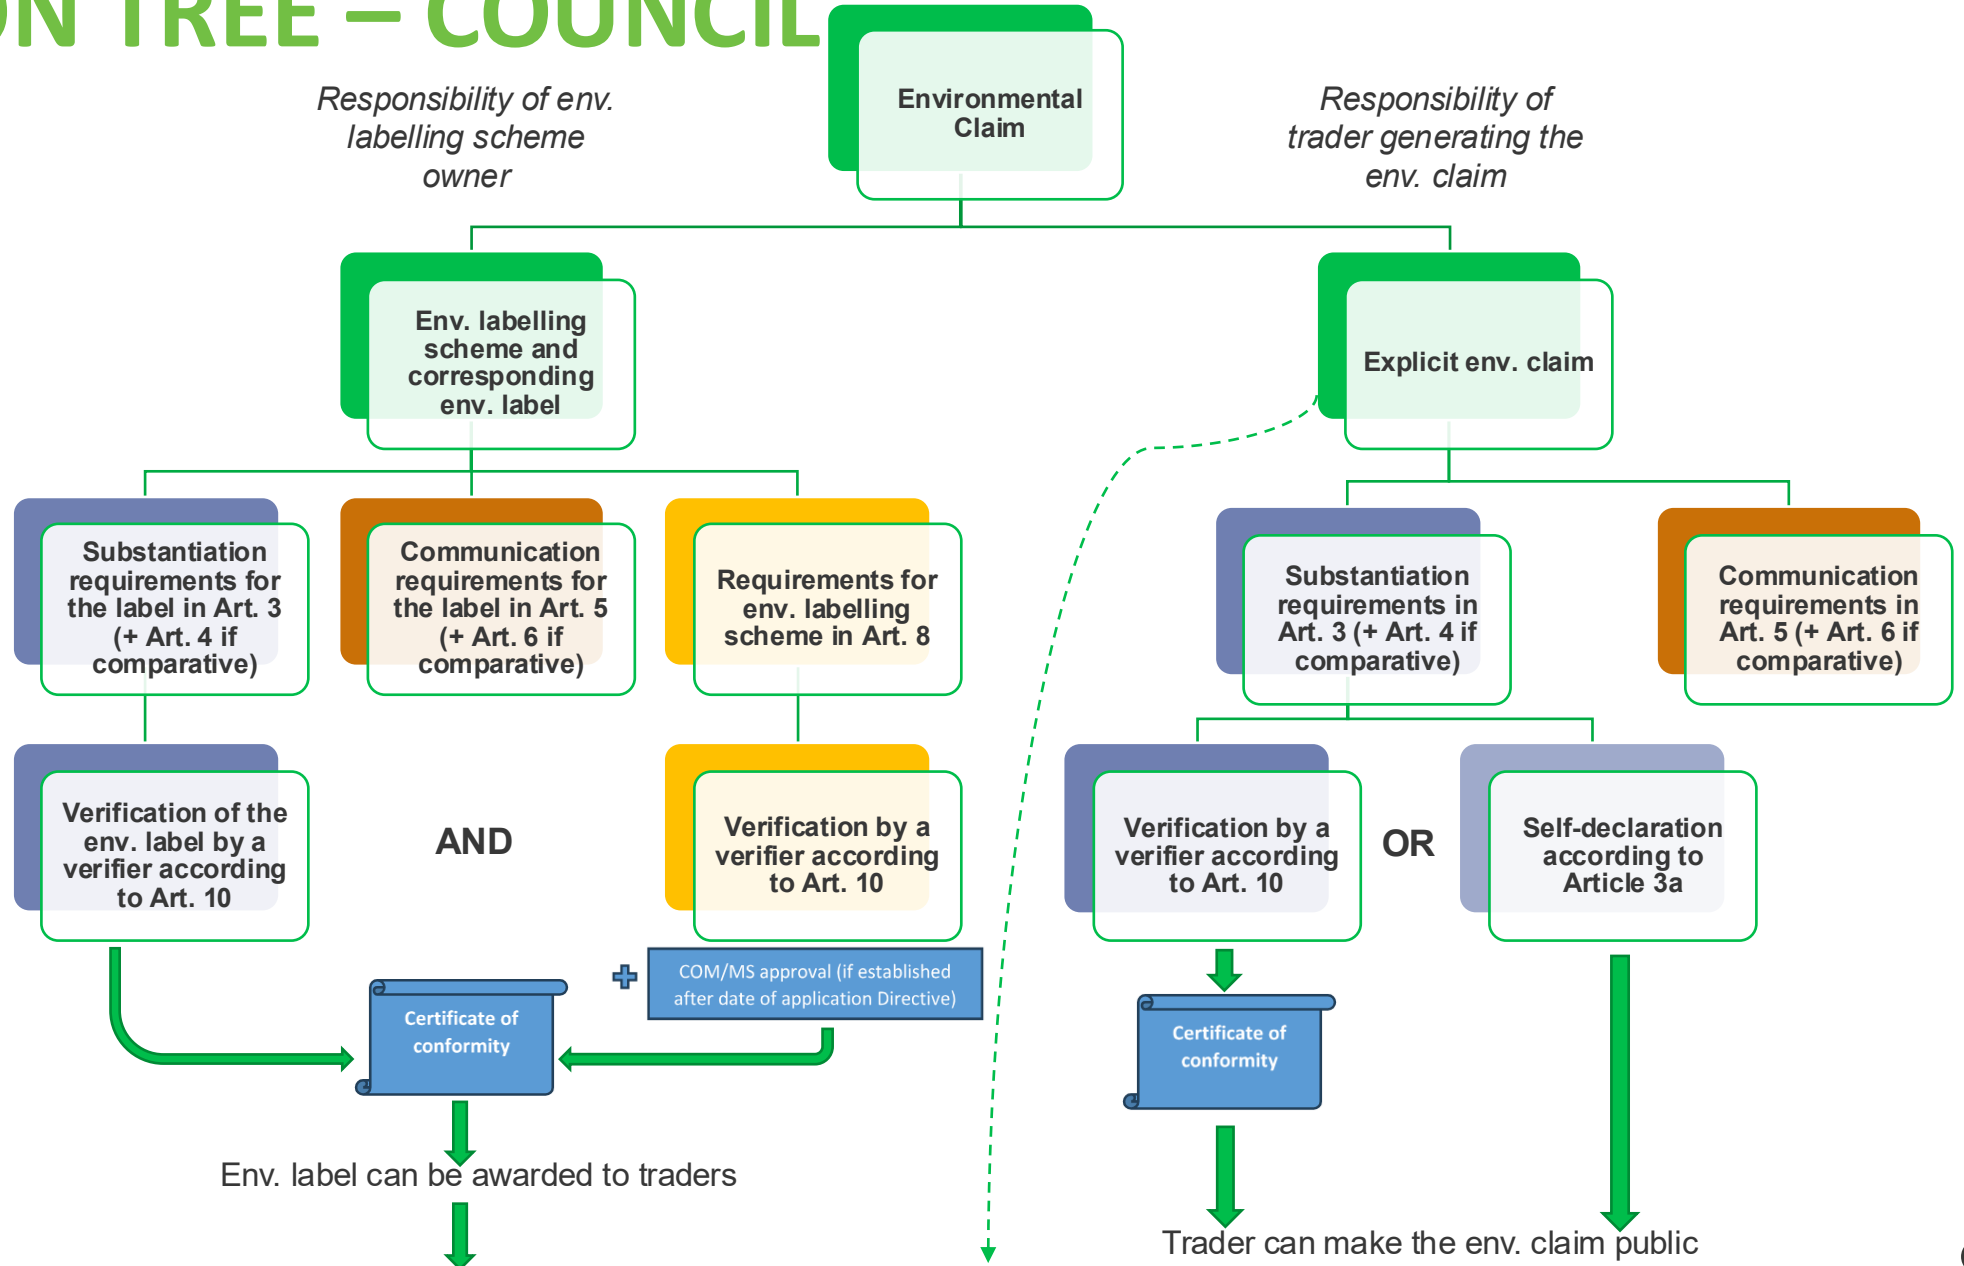 ON TREE – COUNCIL
Responsibility of env.
labelling scheme
owner
Environmental
Claim
Responsibility of
trader generating the
env. claim
Env. labelling
scheme and
corresponding
env. label
Explicit env. claim
Substantiation
requirements for
the label in Art. 3
(+ Art. 4 if
comparative)
Communication
requirements for
the label in Art. 5
(+ Art. 6 if
comparative)
Requirements for
env. labelling
scheme in Art. 8
Substantiation
requirements in
Art. 3 (+ Art. 4 if
comparative)
Communication
requirements in
Art. 5 (+ Art. 6 if
comparative)
Verification of the
env. label by a
verifier according
to Art. 10
AND
Verification by a
verifier according
to Art. 10
Verification by a
verifier according
to Art. 10
OR
Self-declaration
according to
Article 3a
COM/MS approval (if established
after date of application Directive)
Certificate of
conformity
Certificate of
conformity
Env. label can be awarded to traders
Trader can make the env. claim public